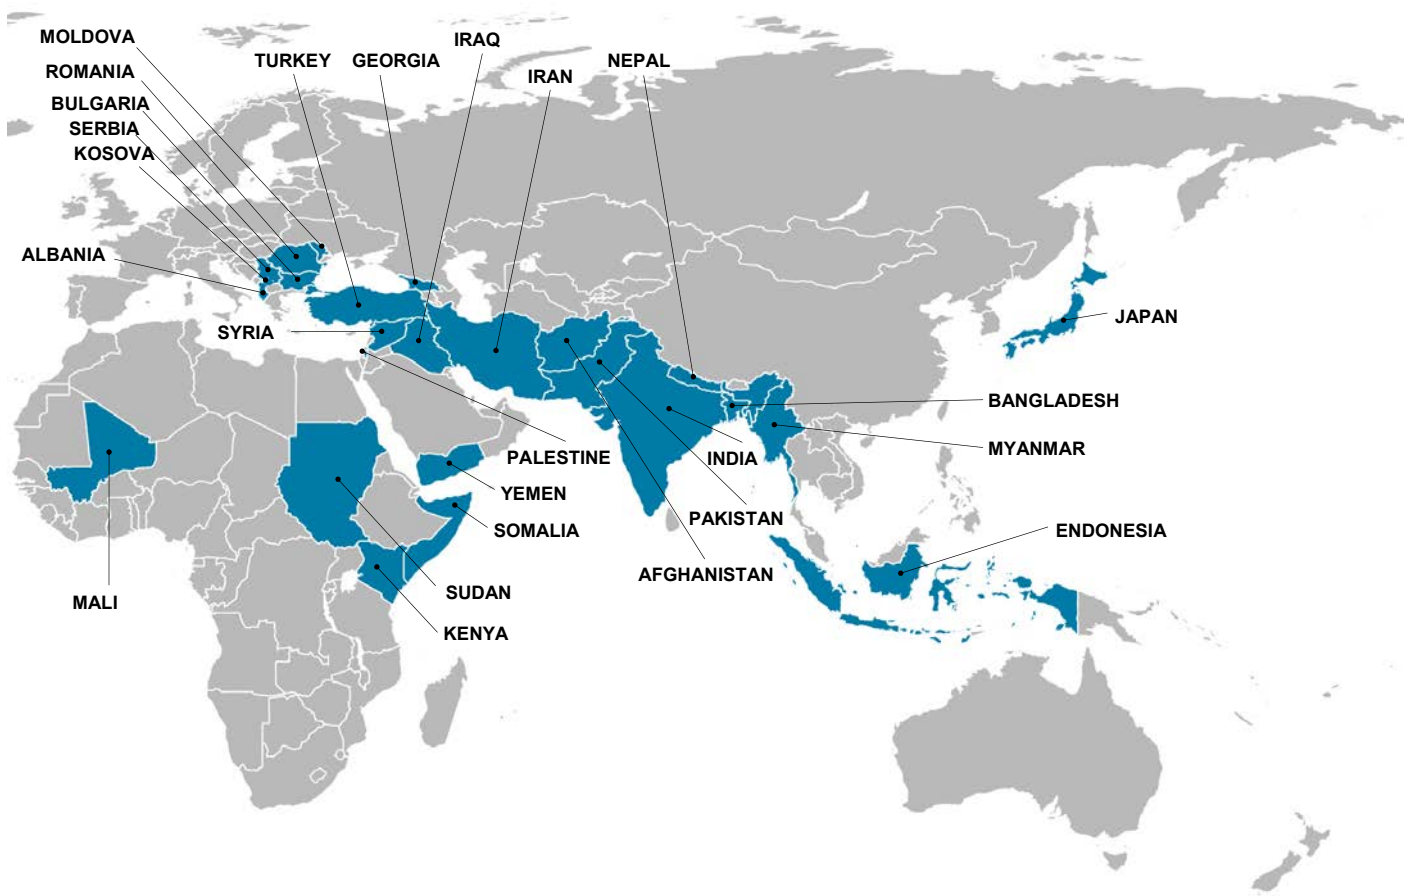 MOLDOVA
ROMANIA
BULGARIA
SERBIA
KOSOVA
ALBANIA
TURKEY
GEORGIA
IRAQ
IRAN
NEPAL
SYRIA
JAPAN
BANGLADESH
MYANMAR
PALESTINE
INDIA
YEMEN
PAKISTAN
SOMALIA
ENDONESIA
AFGHANISTAN
SUDAN
MALI
KENYA